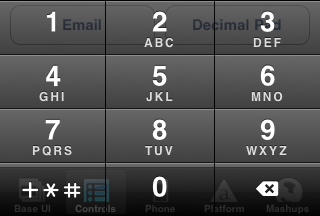 Email Decimal Pad
1 2 3
ABC DEF
4 5 6
GHI JKL MNO
7 8 9
PQRS TUV WXYZ
+*# 0
Base UI Controls Phone Platform Mashups